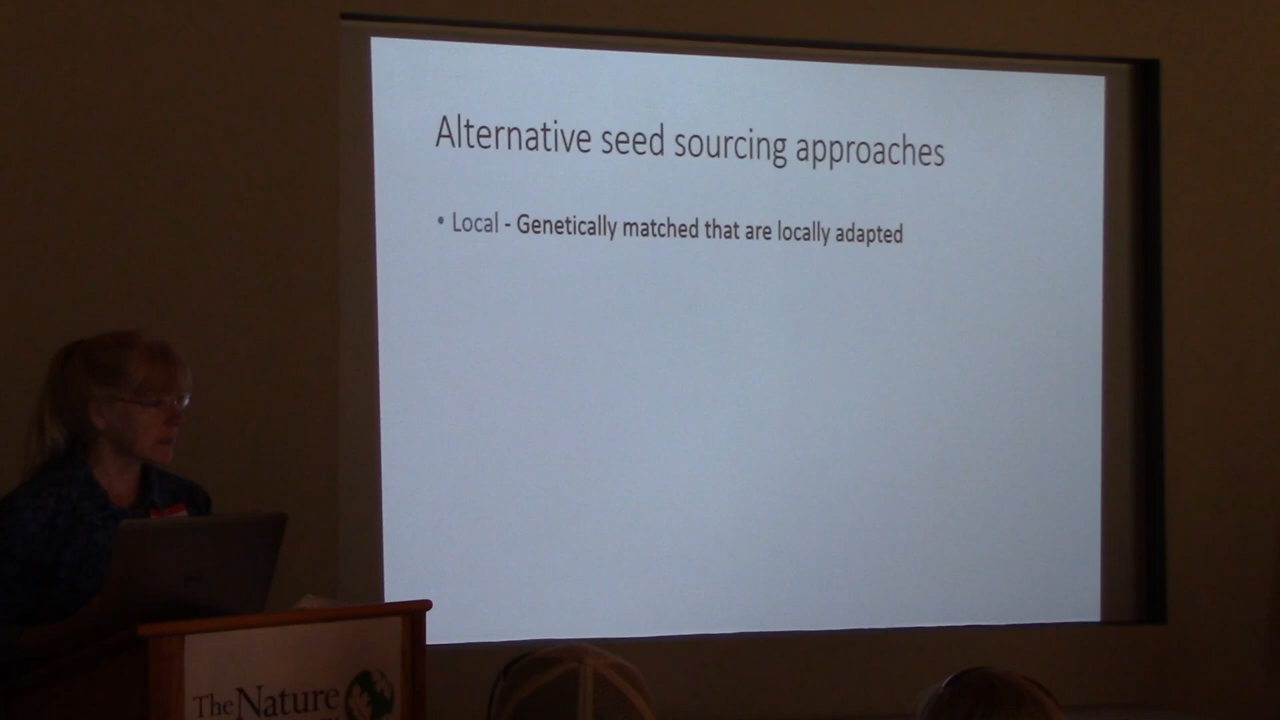 Alternative seed sourcing approaches
• Local - Genetically matched that are locally adapted
The Nature